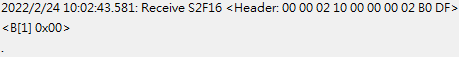 2022/2/24 10:02:43.581: Receive S2F16 <Header: 00 00 02 10 00 00 00 02 B0 DF>
<B[1] 0x00>
.